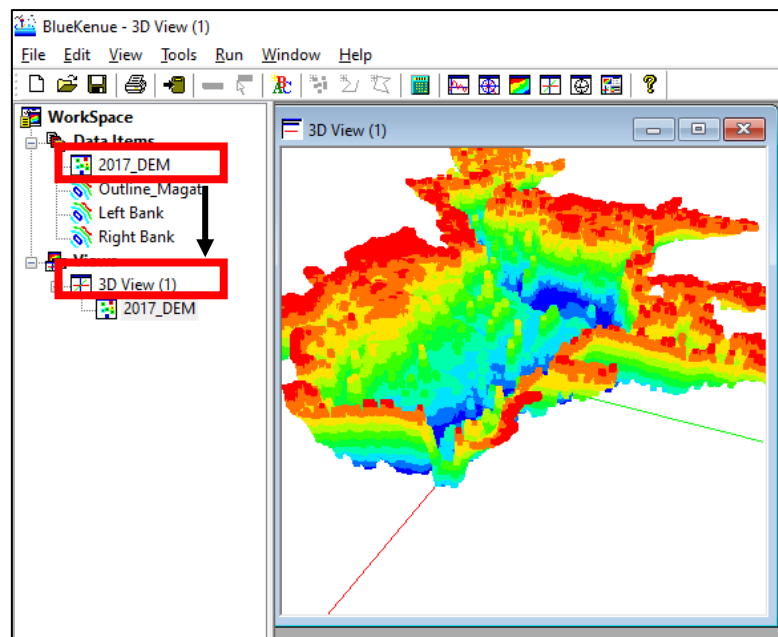 BlueKenue - 3D View (1)
File Edit View Tools Run Window Help
WorkSpace
Data Items
2017_DEM
Outline_Magat
Left Bank
Right Bank
3D View (1)
2017_DEM
3D View (1)